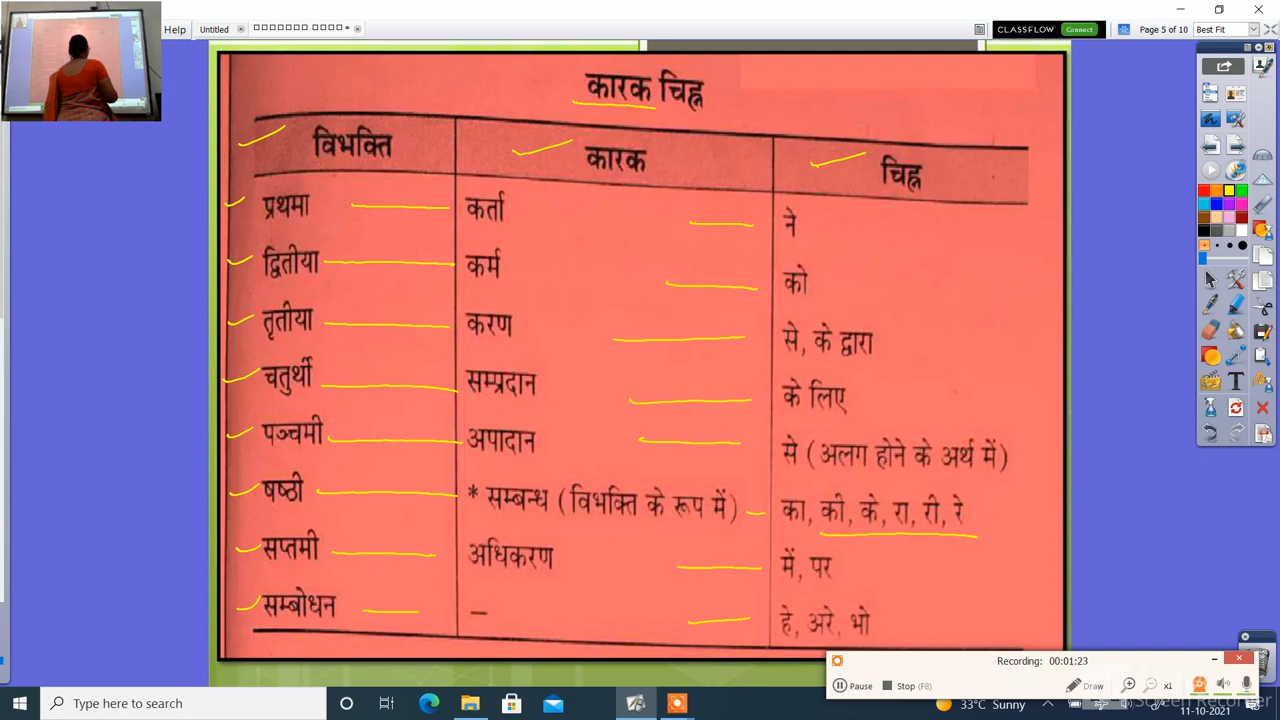 Help
Untitled
CLASSFLOW Connect
Page 5 of 10
Best Fit
कारक चिह्न
विभक्ति कारक चिह्न
प्रथमा कर्ता ने
द्वितीया कर्म को
तृतीया करण से, के द्वारा
चतुर्थी सम्प्रदान के लिए
पञ्चमी अपादान से (अलग होने के अर्थ में)
षष्ठी * सम्बन्ध (विभक्ति के रूप में) का, की, के, रा, री, रे
सप्तमी अधिकरण में, पर
सम्बोधन – हे, अरे, भो
Recording: 00:01:23
Pause Stop (F8) Draw x1
Screencast-O-Recorder
Type here to search
33°C Sunny
11-10-2021